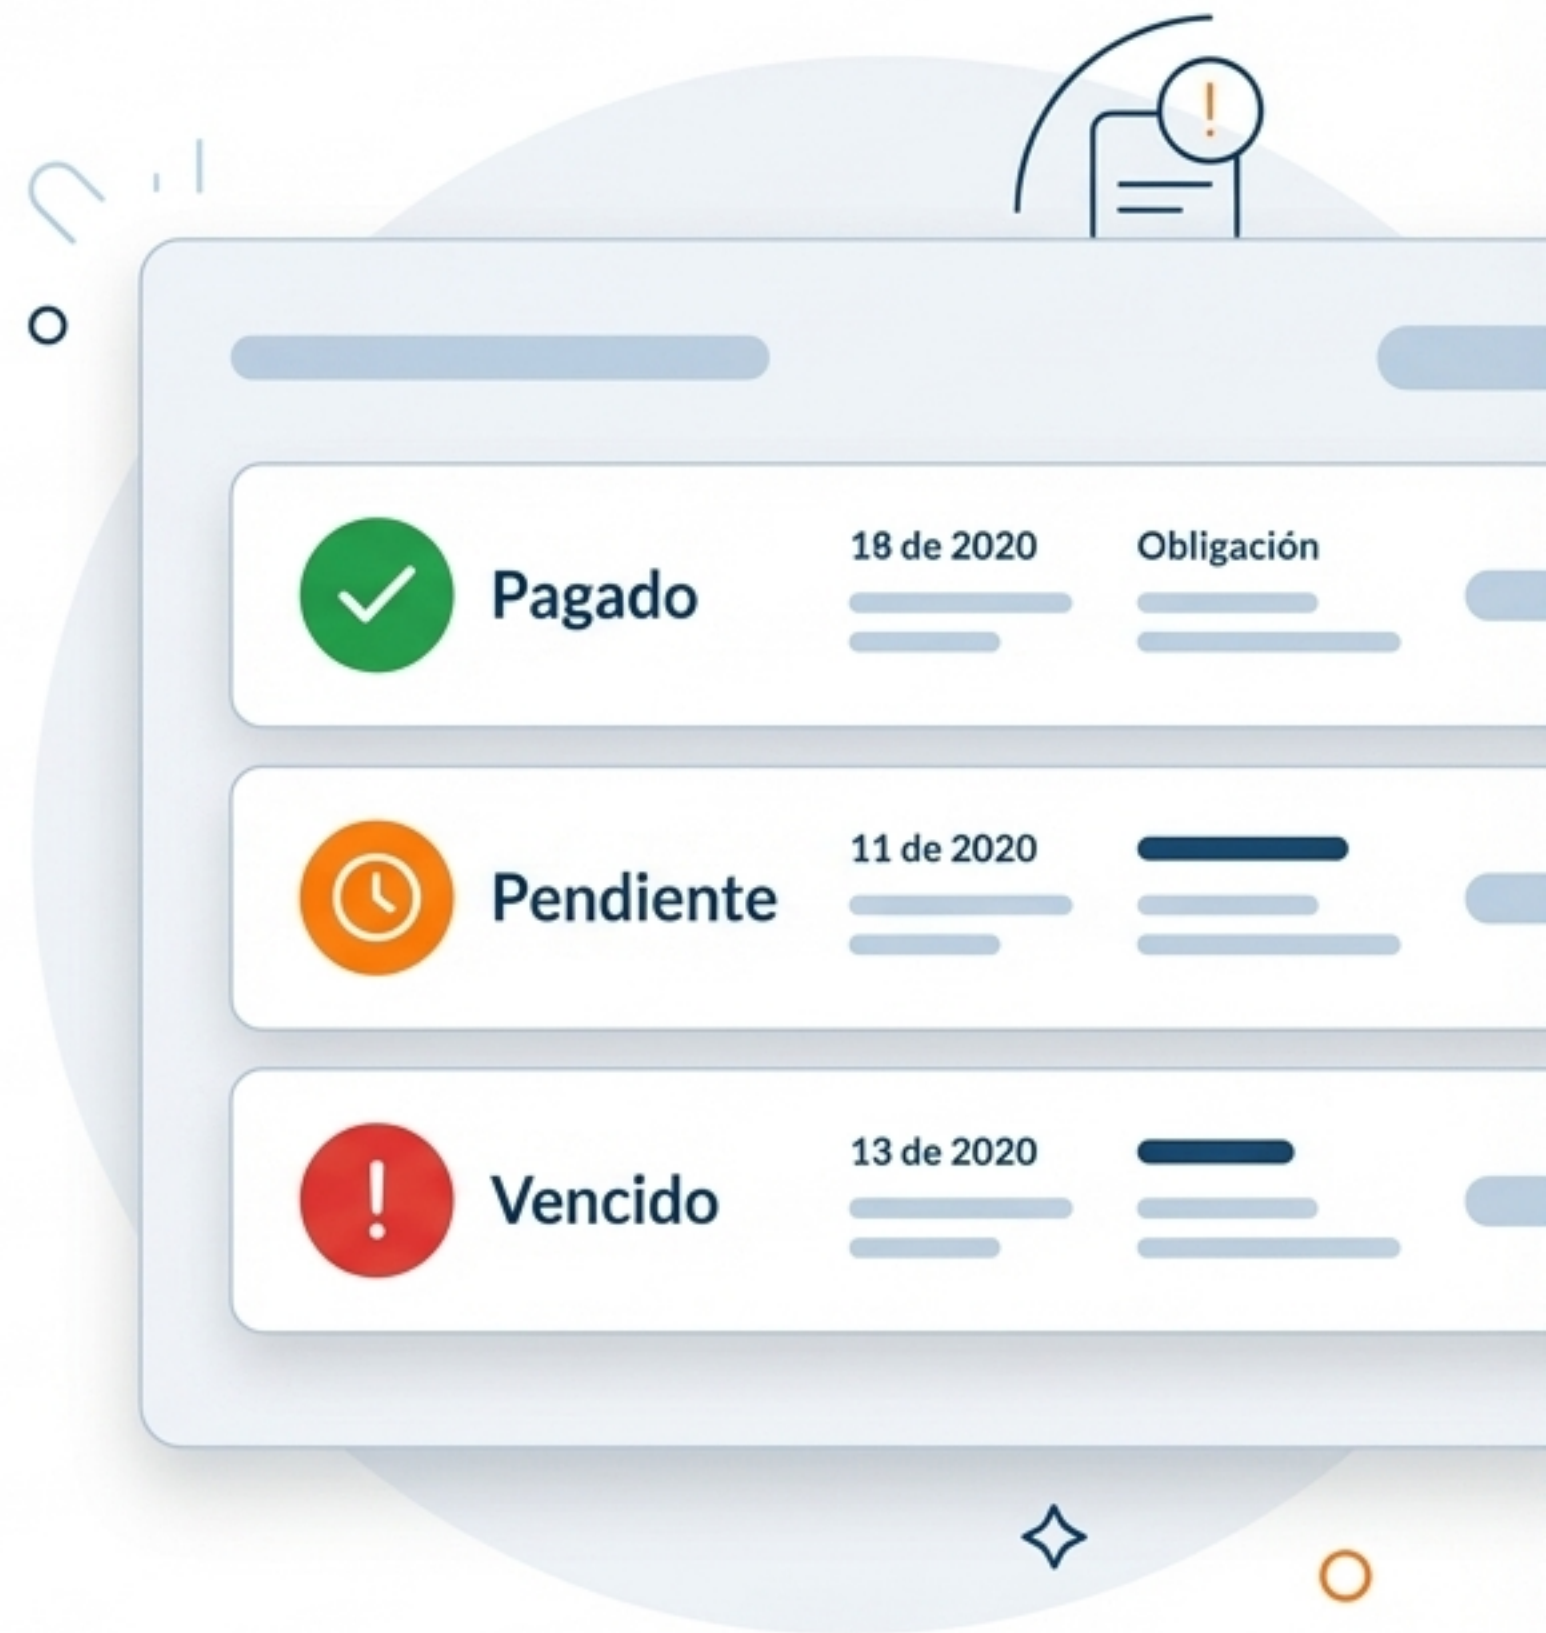 Pagado
18 de 2020
Obligación
Pendiente
11 de 2020
Vencido
13 de 2020